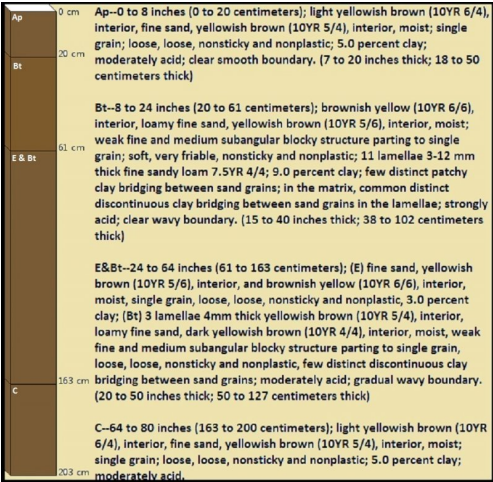 Ap
0 cm
20 cm
Bt
61 cm
E & Bt
163 cm
C
203 cm
Ap--0 to 8 inches (0 to 20 centimeters); light yellowish brown (10YR 6/4),
interior, fine sand, yellowish brown (10YR 5/4), interior, moist; single
grain; loose, loose, nonsticky and nonplastic; 5.0 percent clay;
moderately acid; clear smooth boundary. (7 to 20 inches thick; 18 to 50
centimeters thick)
Bt--8 to 24 inches (20 to 61 centimeters); brownish yellow (10YR 6/6),
interior, loamy fine sand, yellowish brown (10YR 5/6), interior, moist;
weak fine and medium subangular blocky structure parting to single
grain; soft, very friable, nonsticky and nonplastic; 11 lamellae 3-12 mm
thick fine sandy loam 7.5YR 4/4; 9.0 percent clay; few distinct patchy
clay bridging between sand grains; in the matrix, common distinct
discontinuous clay bridging between sand grains in the lamellae; strongly
acid; clear wavy boundary. (15 to 40 inches thick; 38 to 102 centimeters
thick)
E&Bt--24 to 64 inches (61 to 163 centimeters); (E) fine sand, yellowish
brown (10YR 5/6), interior, and brownish yellow (10YR 6/6), interior,
moist, single grain, loose, loose, nonsticky and nonplastic, 3.0 percent
clay; (Bt) 3 lamellae 4mm thick yellowish brown (10YR 5/4), interior,
loamy fine sand, dark yellowish brown (10YR 4/4), interior, moist, weak
fine and medium subangular blocky structure parting to single grain,
loose, loose, nonsticky and nonplastic, few distinct discontinuous clay
bridging between sand grains; moderately acid; gradual wavy boundary.
(20 to 50 inches thick; 50 to 127 centimeters thick)
C--64 to 80 inches (163 to 200 centimeters); light yellowish brown (10YR
6/4), interior, fine sand, yellowish brown (10YR 5/4), interior, moist;
single grain; loose, loose, nonsticky and nonplastic; 5.0 percent clay;
moderately acid.